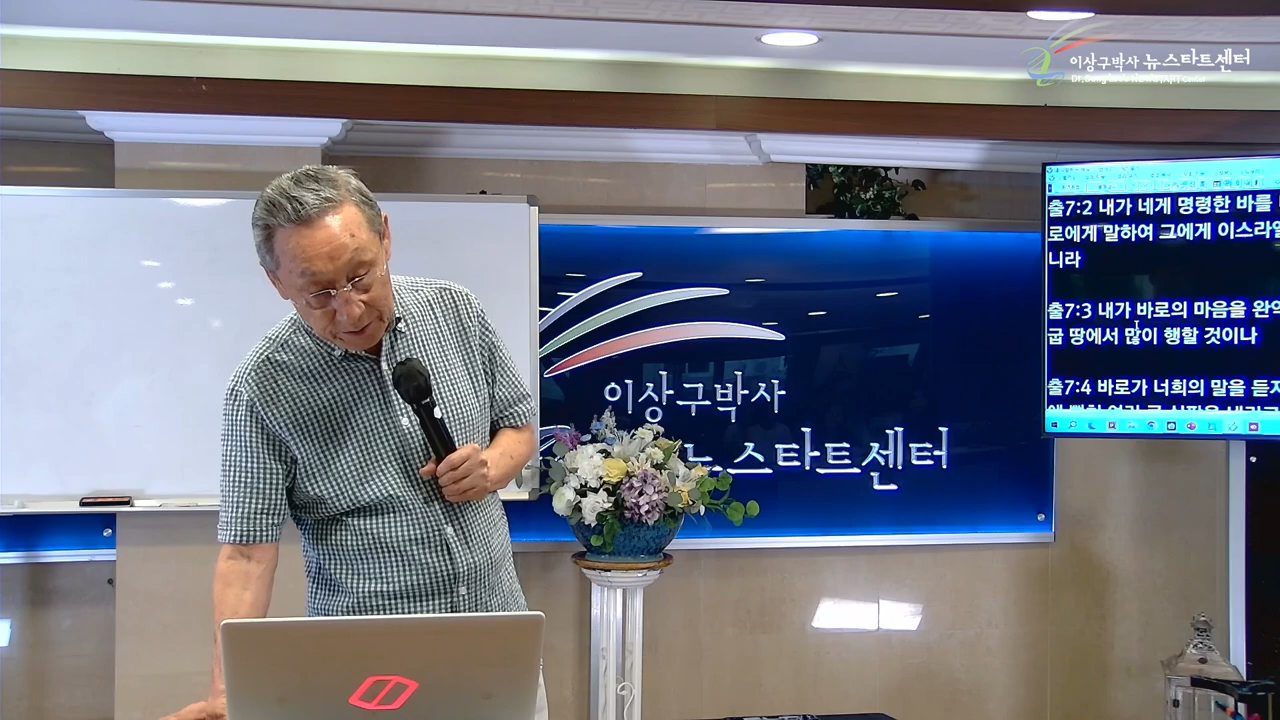 이상구박사 뉴스타트센터
출7:2 내가 네게 명령한 바를
로에게 말하여 그에게 이스라엘
니라
출7:3 내가 바로의 마음을 완악
굽 땅에서 많이 행할 것이나
출7:4 바로가 너희의 말을 듣지
이상구박사
뉴스타트센터